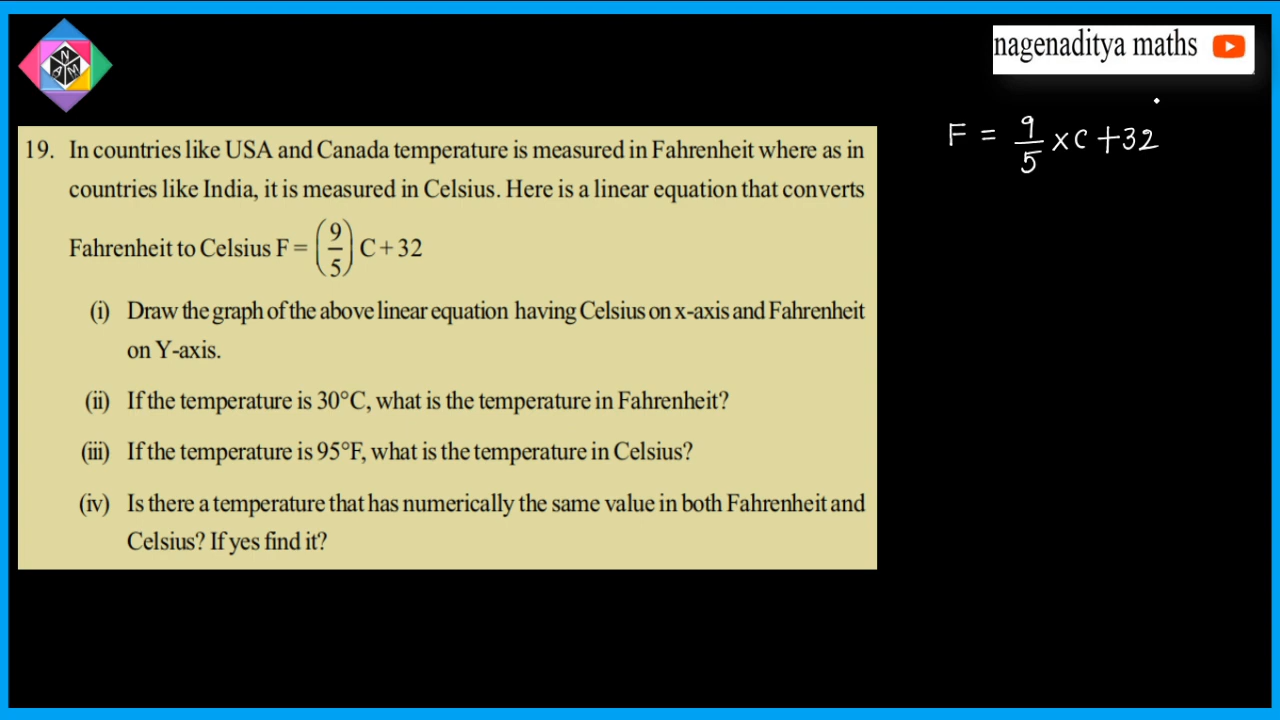 N
A M
nagenaditya maths
F = 9/5 × C + 32
19. In countries like USA and Canada temperature is measured in Fahrenheit where as in
countries like India, it is measured in Celsius. Here is a linear equation that converts
Fahrenheit to Celsius F = (9/5) C + 32
(i) Draw the graph of the above linear equation having Celsius on x-axis and Fahrenheit
on Y-axis.
(ii) If the temperature is 30°C, what is the temperature in Fahrenheit?
(iii) If the temperature is 95°F, what is the temperature in Celsius?
(iv) Is there a temperature that has numerically the same value in both Fahrenheit and
Celsius? If yes find it?